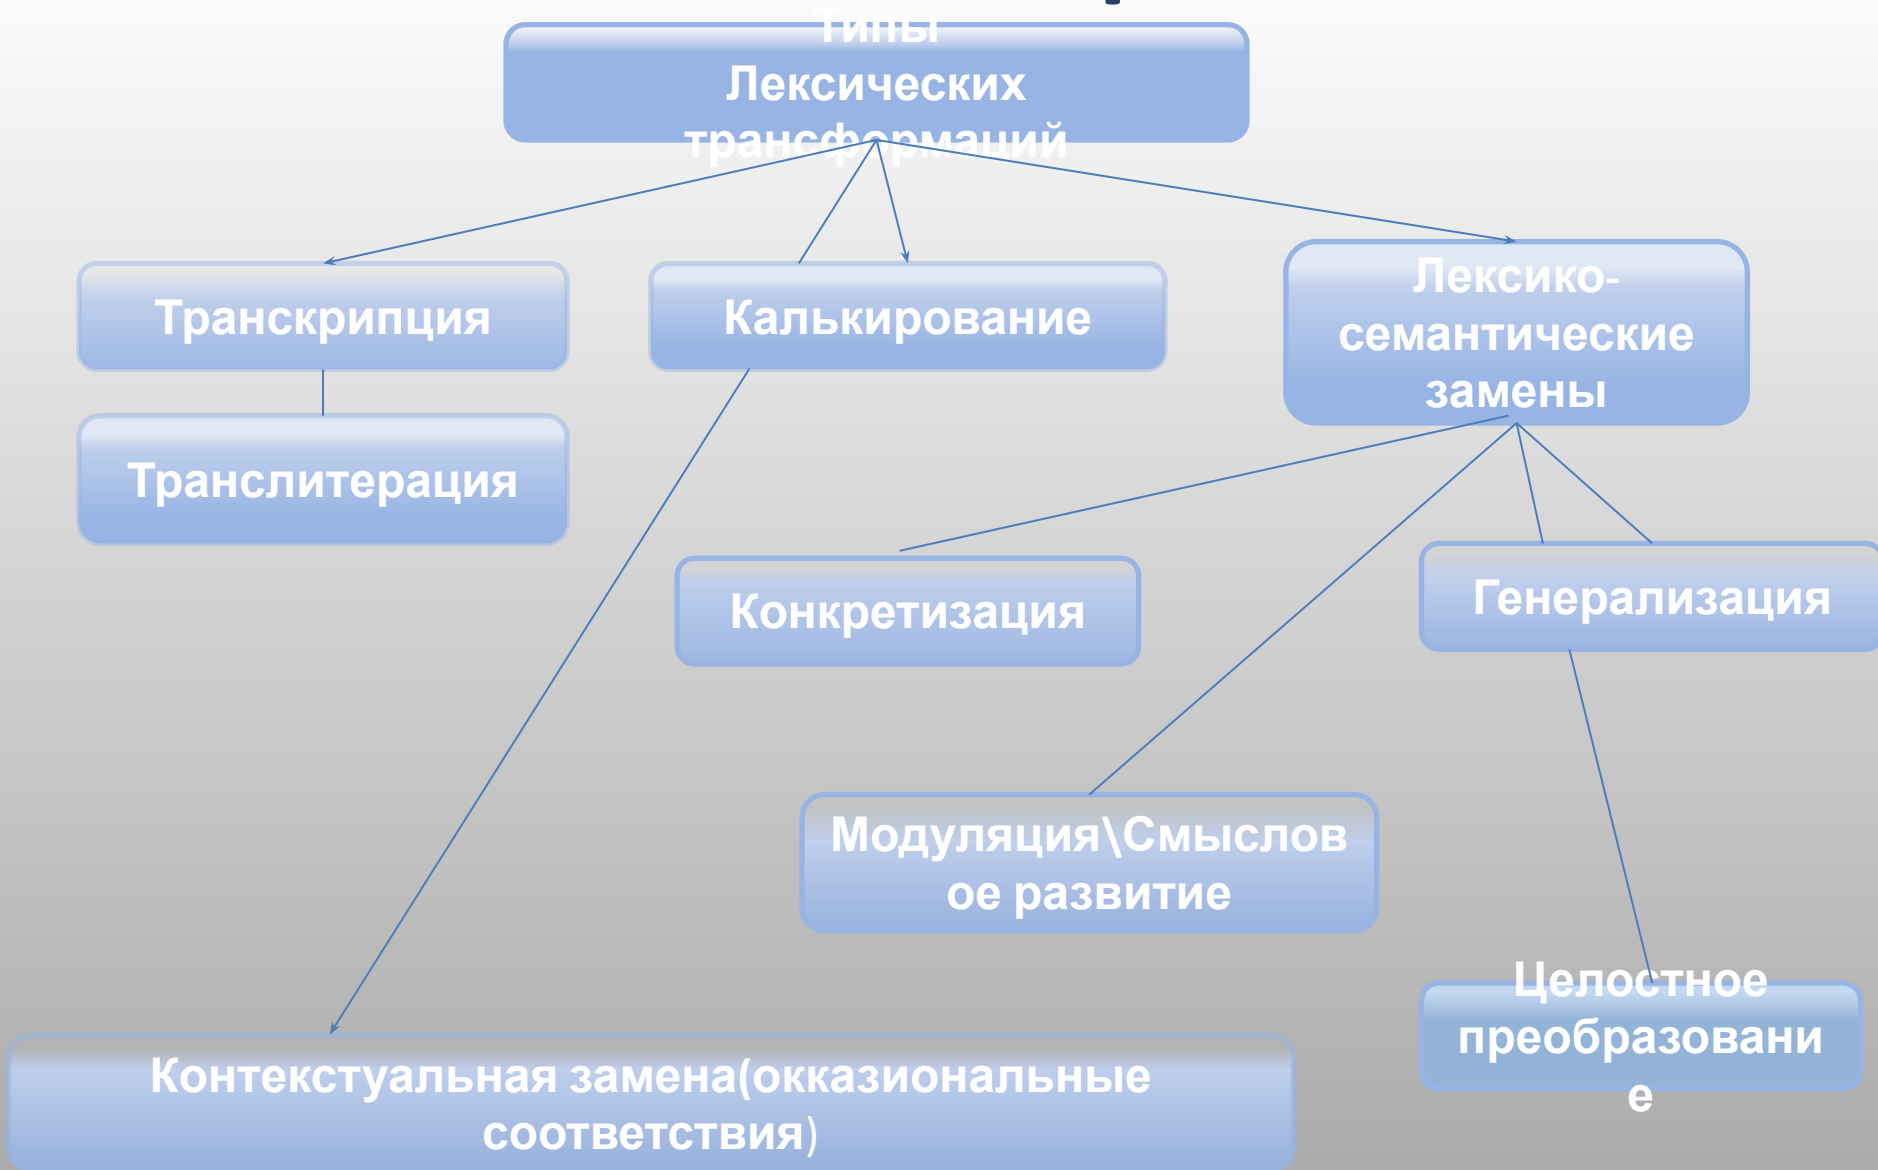 Типы
Лексических
трансформаций
Транскрипция
Калькирование
Лексико-
семантические
замены
Транслитерация
Конкретизация
Генерализация
Модуляция\Смыслов
ое развитие
Целостное
преобразовани
е
Контекстуальная замена(окказиональные
соответствия)